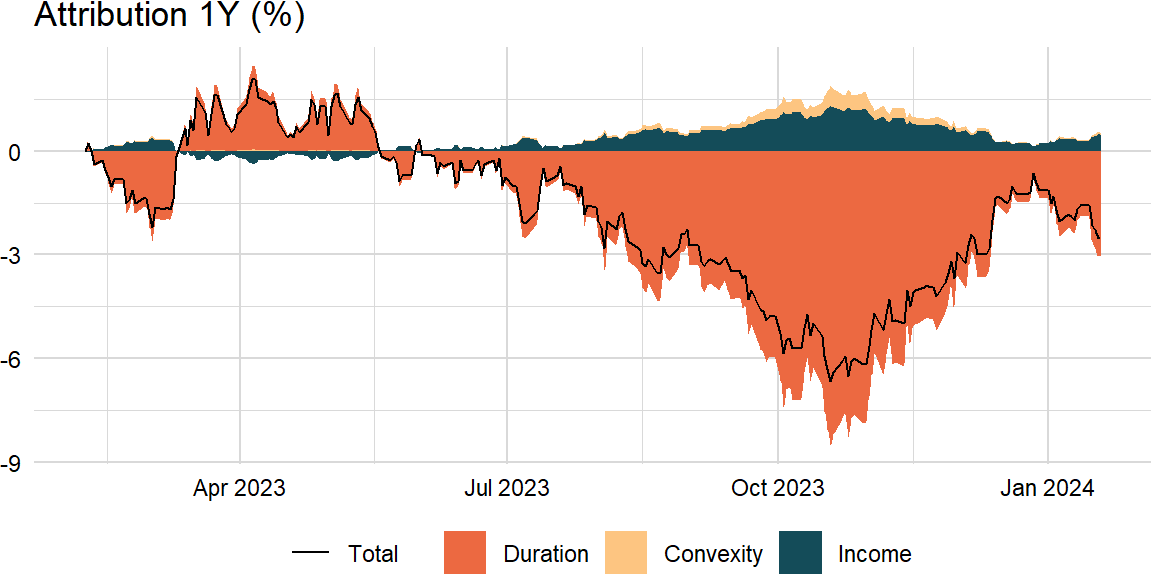 Attribution 1Y (%)
0
-3
-6
-9
Apr 2023 Jul 2023 Oct 2023 Jan 2024
Total Duration Convexity Income